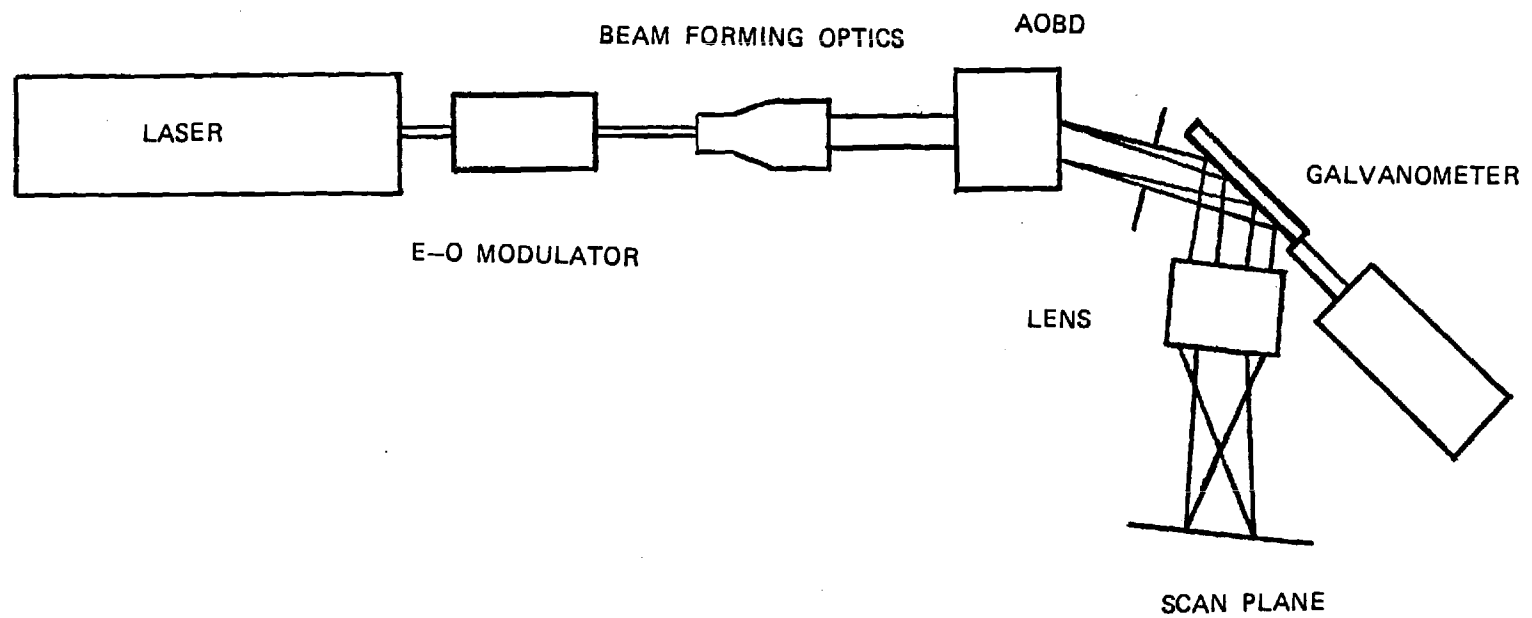 AOBD
BEAM FORMING OPTICS
LASER
GALVANOMETER
E–O MODULATOR
LENS
SCAN PLANE